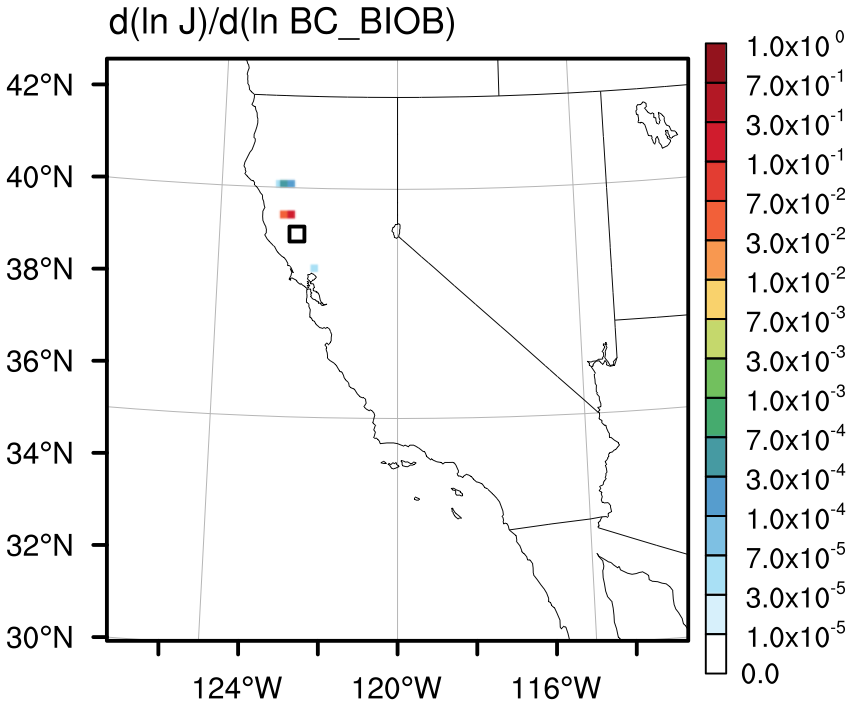 d(ln J)/d(ln BC_BIOB)
42°N
40°N
38°N
36°N
34°N
32°N
30°N
124°W 120°W 116°W
1.0x10⁰
7.0x10⁻¹
3.0x10⁻¹
1.0x10⁻¹
7.0x10⁻²
3.0x10⁻²
1.0x10⁻²
7.0x10⁻³
3.0x10⁻³
1.0x10⁻³
7.0x10⁻⁴
3.0x10⁻⁴
1.0x10⁻⁴
7.0x10⁻⁵
3.0x10⁻⁵
1.0x10⁻⁵
0.0